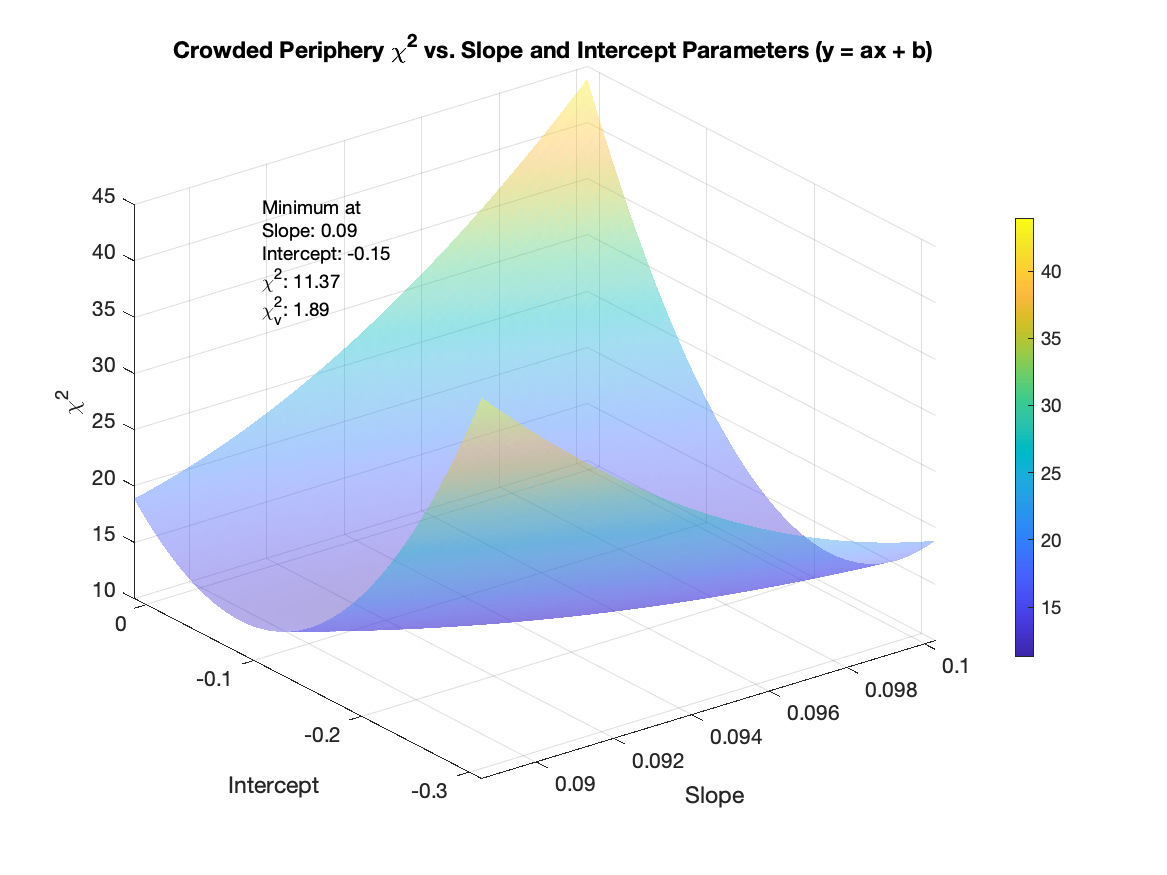 Crowded Periphery χ² vs. Slope and Intercept Parameters (y = ax + b)
Minimum at
Slope: 0.09
Intercept: -0.15
χ²: 11.37
χ²ᵥ: 1.89
45
40
35
30
25
20
15
10
χ²
0
-0.1
-0.2
-0.3
Intercept
0.09
0.092
0.094
0.096
0.098
0.1
Slope
40
35
30
25
20
15